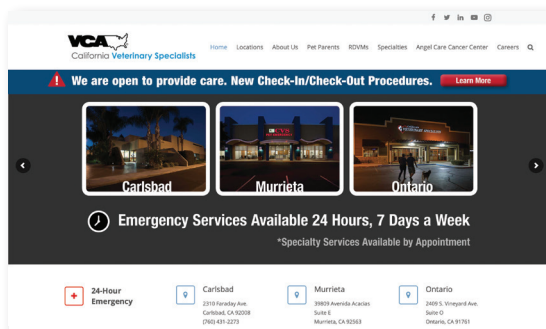 VCA
California Veterinary Specialists
Home Locations About Us Pet Parents RDVMs Specialties Angel Care Cancer Center Careers
We are open to provide care. New Check-In/Check-Out Procedures. Learn More
Carlsbad Murrieta Ontario
Emergency Services Available 24 Hours, 7 Days a Week
*Specialty Services Available by Appointment
24-Hour
Emergency
Carlsbad
2310 Faraday Ave.
Carlsbad, CA 92008
(760) 431-2273
Murrieta
39809 Avenida Acacias
Suite E
Murrieta, CA 92563
Ontario
2409 S. Vineyard Ave.
Suite O
Ontario, CA 91761